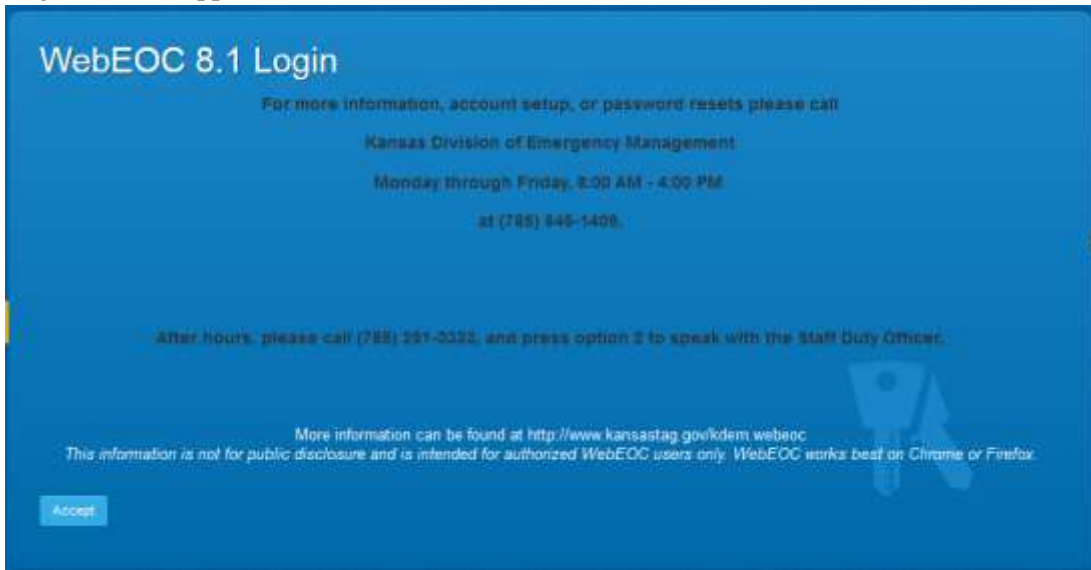 WebEOC 8.1 Login
For more information, account setup, or password resets please call
Kansas Division of Emergency Management
Monday through Friday, 8:00 AM - 4:00 PM
at (785)
After hours, please call (785) and press option 2 to speak with the Staff Duty Officer.
More information can be found at http://www.kansastag.gov/kdem webeoc
This information is not for public disclosure and is intended for authorized WebEOC users only. WebEOC works best on Chrome or Firefox.
Accept